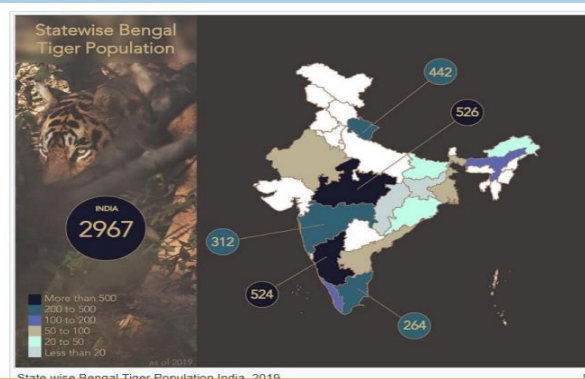 Statewise Bengal
Tiger Population
442
526
INDIA
2967
312
524
264
More than 500
200 to 500
100 to 200
50 to 100
20 to 50
Less than 20
as of 2019
State wise Bengal Tiger Population India, 2019